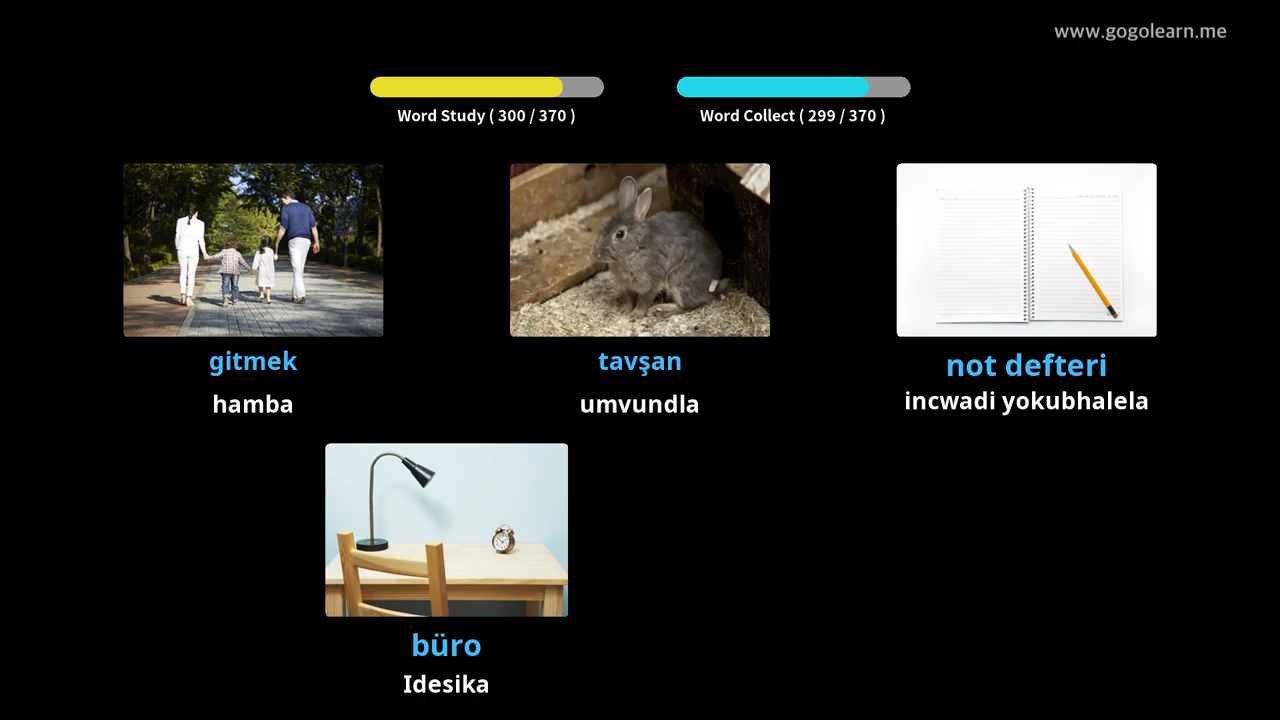 www.gogolearn.me
Word Study ( 300 / 370 )
Word Collect ( 299 / 370 )
gitmek
hamba
tavşan
umvundla
not defteri
incwadi yokubhalela
büro
Idesika